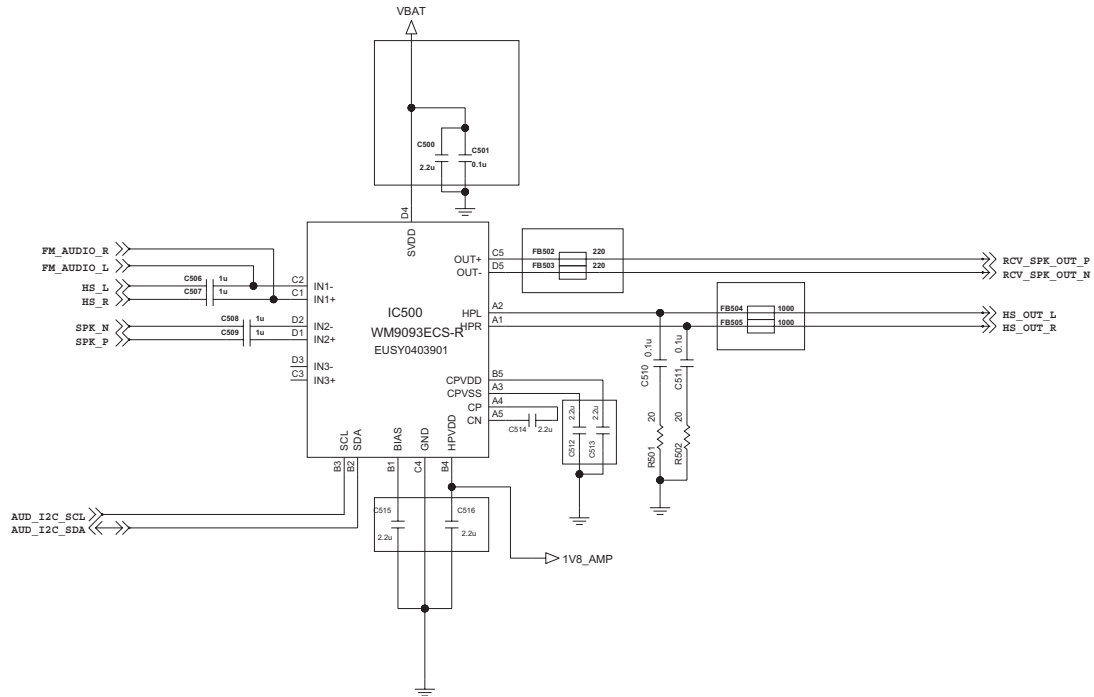 VBAT
C500
C501
2.2u
0.1u
D4
SVDD
FM_AUDIO_R
FM_AUDIO_L
HS_L
HS_R
C506
1u
C507
1u
C2
C1
IN1-
IN1+
SPK_N
SPK_P
C508
1u
C509
1u
D2
D1
IN2-
IN2+
D3
C3
IN3-
IN3+
IC500
WM9093ECS-R
EUSY0403901
OUT+
OUT-
C5
D5
FB502
220
FB503
220
RCV_SPK_OUT_P
RCV_SPK_OUT_N
HPL
HPR
A2
A1
FB504
1000
FB505
1000
HS_OUT_L
HS_OUT_R
0.1u
0.1u
C510
C511
20
20
R501
R502
CPVDD
CPVSS
CP
CN
B5
A3
A4
A5
C514
2.2u
2.2u
2.2u
C512
C513
SCL
SDA
BIAS
GND
HPVDD
B3
B2
B1
C4
B4
AUD_I2C_SCL
AUD_I2C_SDA
C515
2.2u
C516
2.2u
1V8_AMP